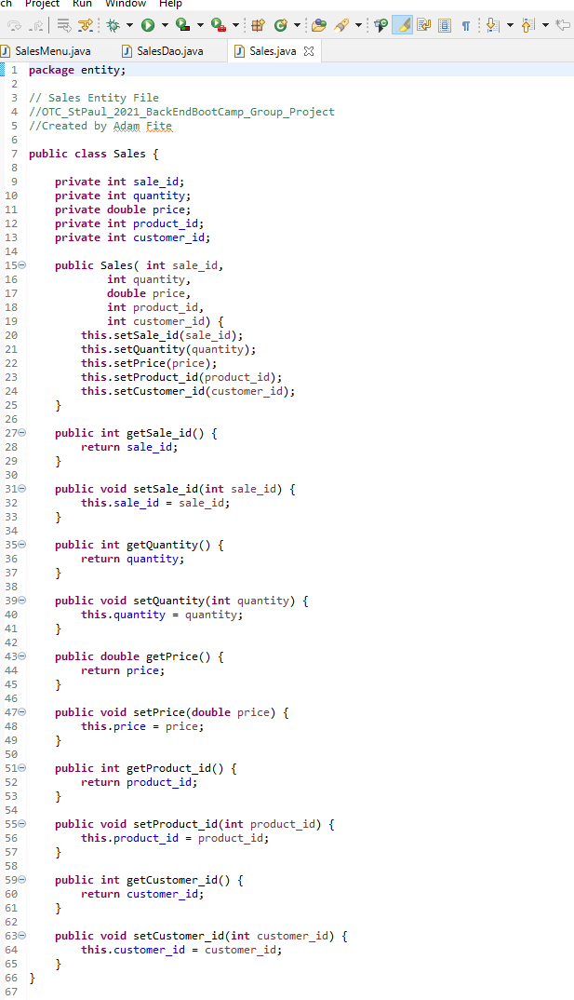 ch Project Run Window Help
SalesMenu.java SalesDao.java Sales.java
1 package entity;
2
3 // Sales Entity File
4 //OTC_StPaul_2021_BackEndBootCamp_Group_Project
5 //Created by Adam Fite
6
7 public class Sales {
8
9     private int sale_id;
10     private int quantity;
11     private double price;
12     private int product_id;
13     private int customer_id;
14
15     public Sales( int sale_id,
16             int quantity,
17             double price,
18             int product_id,
19             int customer_id) {
20         this.setSale_id(sale_id);
21         this.setQuantity(quantity);
22         this.setPrice(price);
23         this.setProduct_id(product_id);
24         this.setCustomer_id(customer_id);
25     }
26
27     public int getSale_id() {
28         return sale_id;
29     }
30
31     public void setSale_id(int sale_id) {
32         this.sale_id = sale_id;
33     }
34
35     public int getQuantity() {
36         return quantity;
37     }
38
39     public void setQuantity(int quantity) {
40         this.quantity = quantity;
41     }
42
43     public double getPrice() {
44         return price;
45     }
46
47     public void setPrice(double price) {
48         this.price = price;
49     }
50
51     public int getProduct_id() {
52         return product_id;
53     }
54
55     public void setProduct_id(int product_id) {
56         this.product_id = product_id;
57     }
58
59     public int getCustomer_id() {
60         return customer_id;
61     }
62
63     public void setCustomer_id(int customer_id) {
64         this.customer_id = customer_id;
65     }
66 }
67